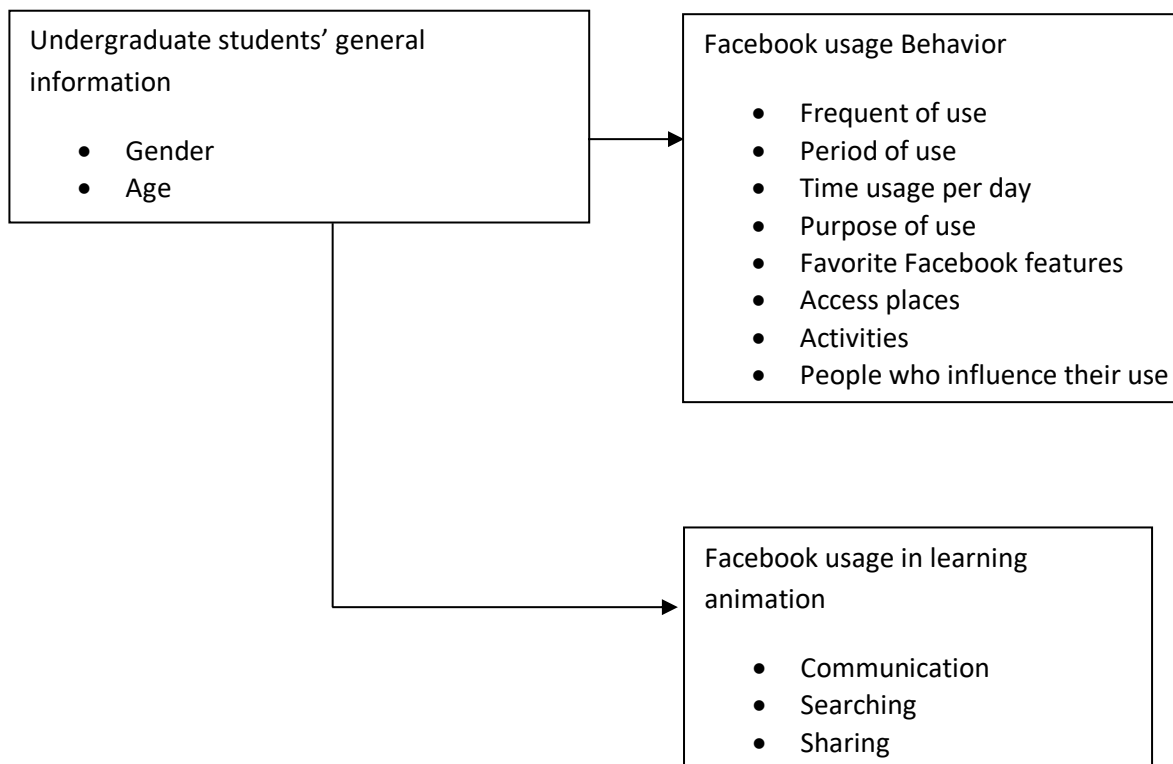 Undergraduate students’ general
information
• Gender
• Age
Facebook usage Behavior
• Frequent of use
• Period of use
• Time usage per day
• Purpose of use
• Favorite Facebook features
• Access places
• Activities
• People who influence their use
Facebook usage in learning
animation
• Communication
• Searching
• Sharing